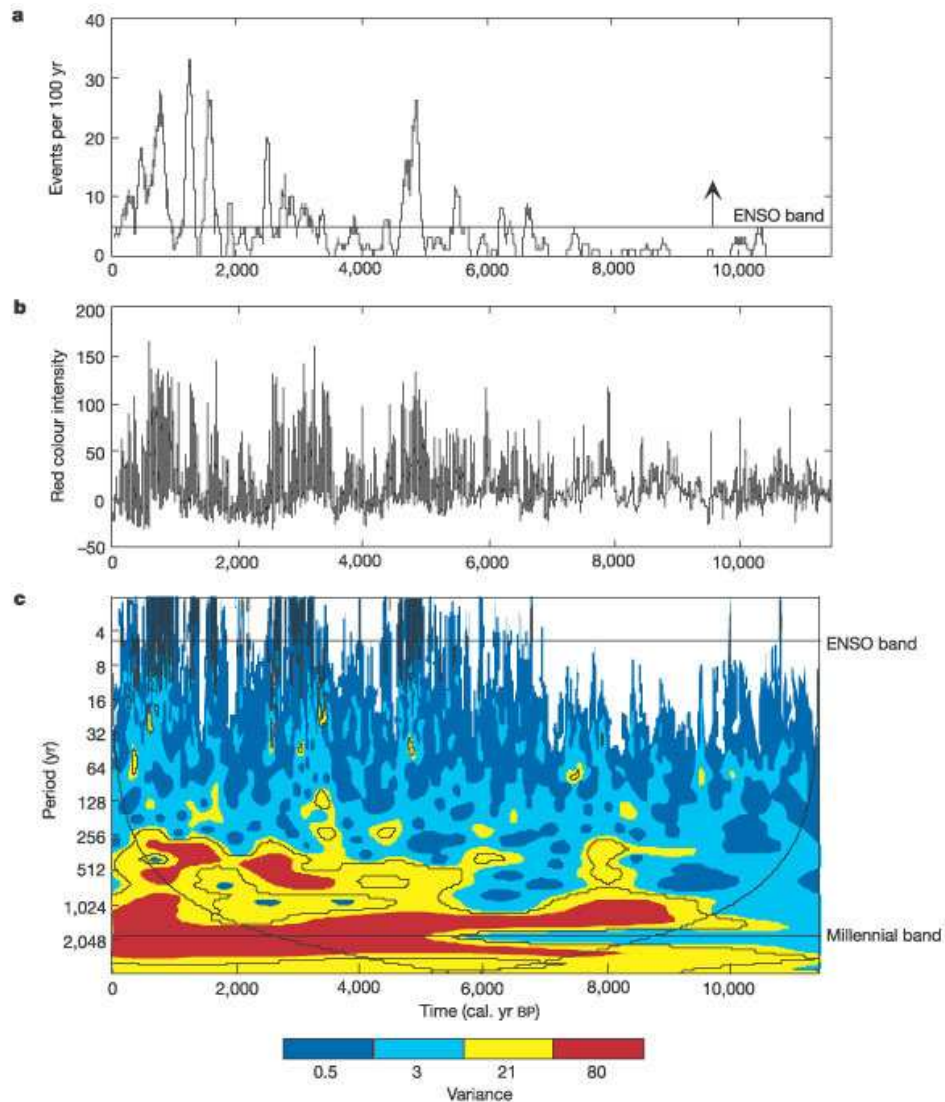 a
40
30
20
10
0
Events per 100 yr
ENSO band
0 2,000 4,000 6,000 8,000 10,000
b
200
150
100
50
0
–50
Red colour intensity
0 2,000 4,000 6,000 8,000 10,000
c
4
8
16
32
64
128
256
512
1,024
2,048
Period (yr)
ENSO band
Millennial band
0 2,000 4,000 6,000 8,000 10,000
Time (cal. yr BP)
0.5 3 21 80
Variance